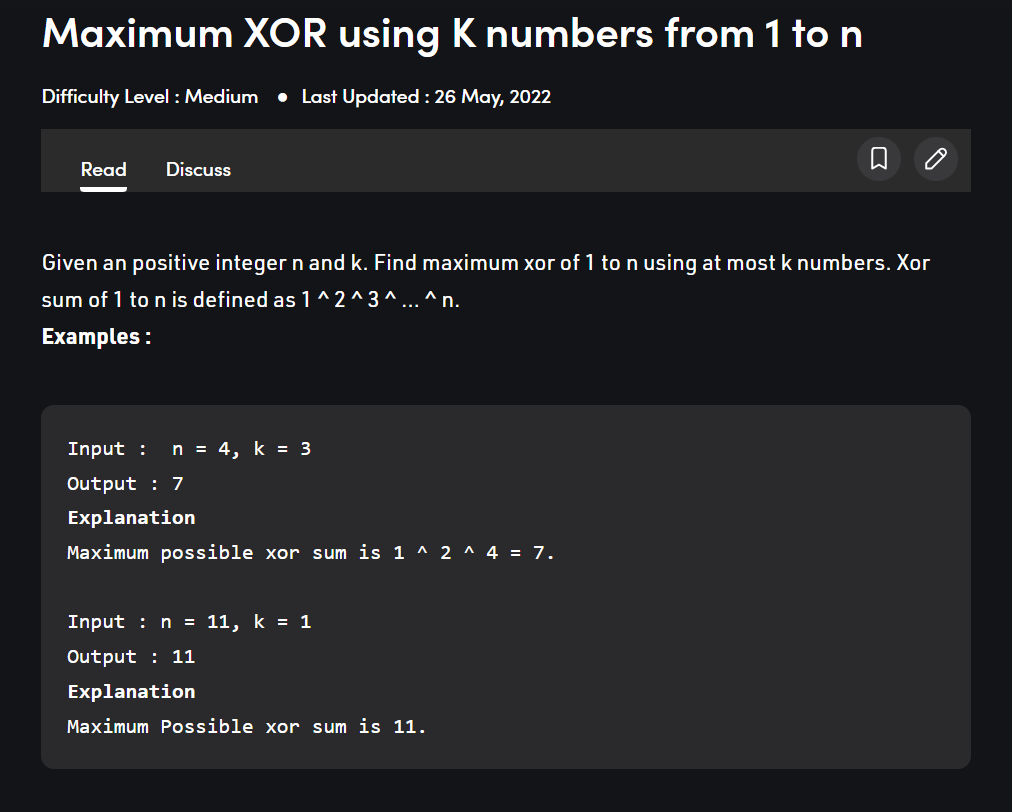 Maximum XOR using K numbers from 1 to n
Difficulty Level : Medium ● Last Updated : 26 May, 2022
Read Discuss
Given an positive integer n and k. Find maximum xor of 1 to n using at most k numbers. Xor
sum of 1 to n is defined as 1 ^ 2 ^ 3 ^ … ^ n.
Examples :
Input :  n = 4, k = 3
Output : 7
Explanation
Maximum possible xor sum is 1 ^ 2 ^ 4 = 7.
Input : n = 11, k = 1
Output : 11
Explanation
Maximum Possible xor sum is 11.